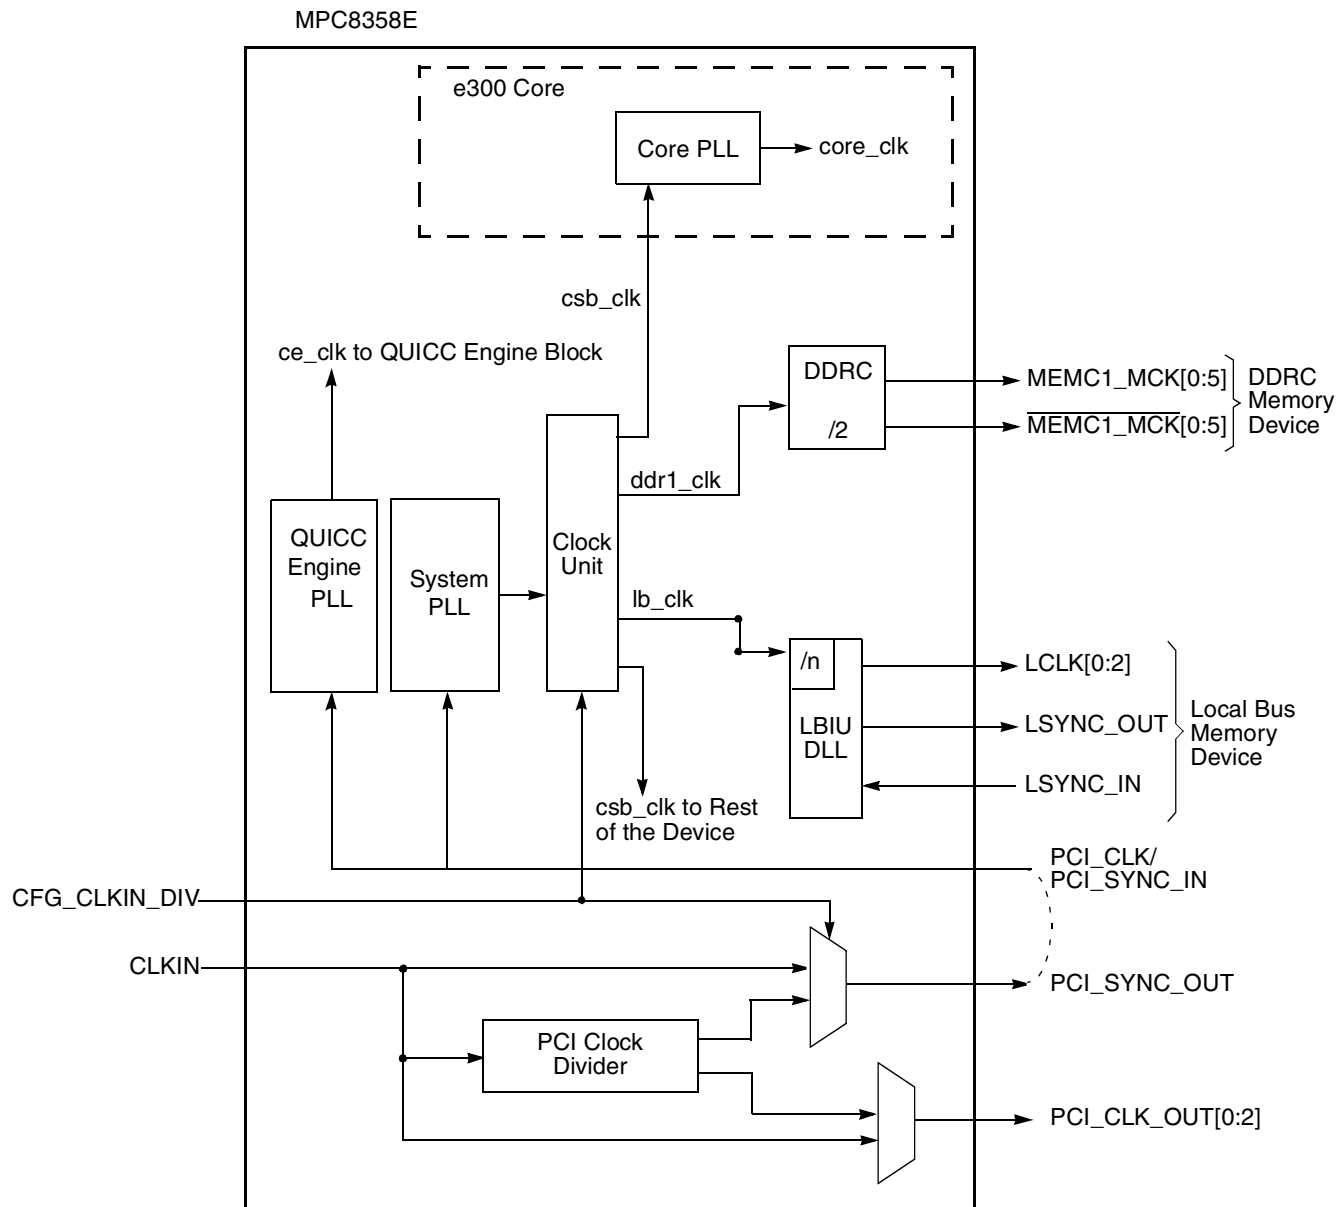 MPC8358E
e300 Core
Core PLL
core_clk
csb_clk
ce_clk to QUICC Engine Block
DDRC
/2
MEMC1_MCK[0:5]
MEMC1_MCK[0:5]
DDRC
Memory
Device
ddr1_clk
QUICC
Engine
PLL
System
PLL
Clock
Unit
lb_clk
/n
LBIU
DLL
LCLK[0:2]
LSYNC_OUT
LSYNC_IN
Local Bus
Memory
Device
csb_clk to Rest
of the Device
PCI_CLK/
PCI_SYNC_IN
CFG_CLKIN_DIV
CLKIN
PCI_SYNC_OUT
PCI Clock
Divider
PCI_CLK_OUT[0:2]